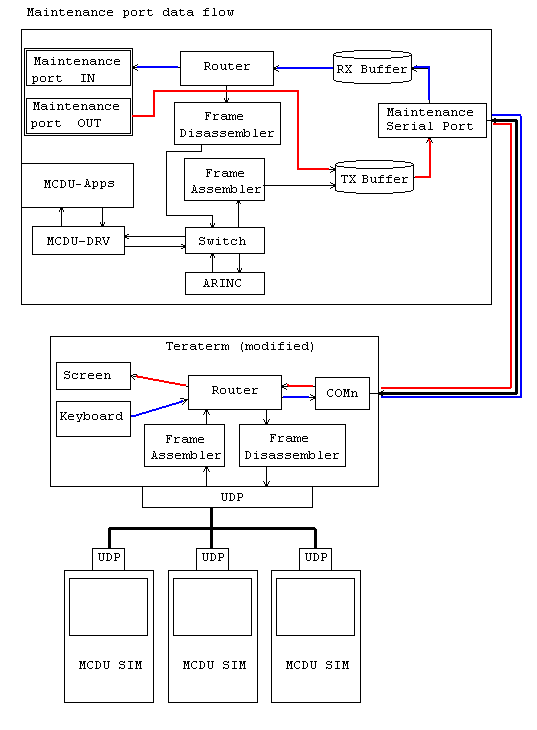 Maintenance port data flow
Maintenance
port IN
Router
RX Buffer
Maintenance
port OUT
Frame
Disassembler
Maintenance
Serial Port
MCDU-Apps
Frame
Assembler
TX Buffer
MCDU-DRV
Switch
ARINC
Teraterm (modified)
Screen
Router
COMn
Keyboard
Frame
Assembler
Frame
Disassembler
UDP
UDP
UDP
UDP
MCDU SIM
MCDU SIM
MCDU SIM